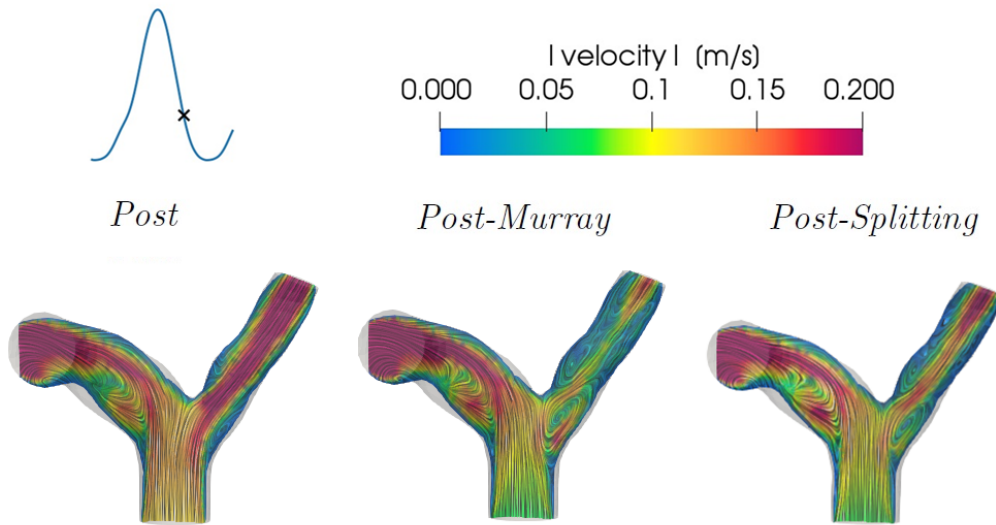 | velocity | (m/s)
0.000 0.05 0.1 0.15 0.200
Post Post-Murray Post-Splitting